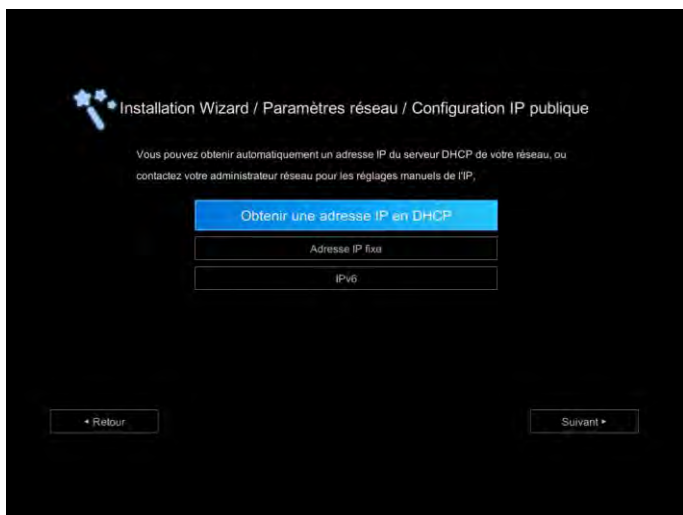 Installation Wizard / Paramètres réseau / Configuration IP publique
Vous pouvez obtenir automatiquement un adresse IP du serveur DHCP de votre réseau, ou
contactez votre administrateur réseau pour les réglages manuels de l'IP,
Obtenir une adresse IP en DHCP
Adresse IP fixe
IPv6
◂ Retour
Suivant ▸